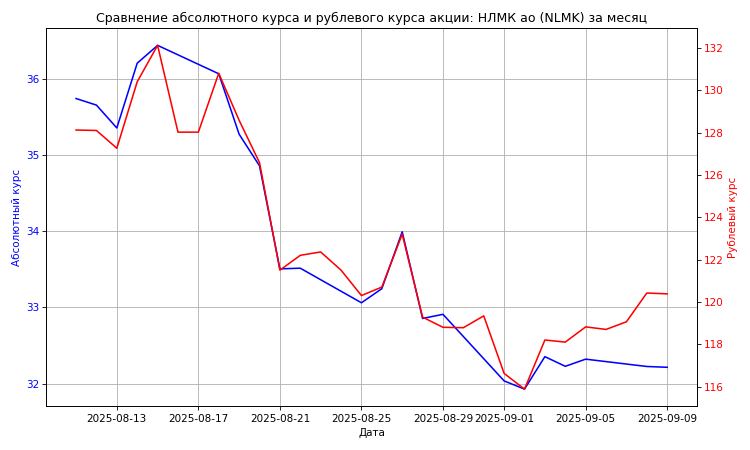 Сравнение абсолютного курса и рублевого курса акции: НЛМК ао (NLMK) за месяц
36
35
34
33
32
Абсолютный курс
132
130
128
126
124
122
120
118
116
Рублевый курс
2025-08-13 2025-08-17 2025-08-21 2025-08-25 2025-08-29 2025-09-01 2025-09-05 2025-09-09
Дата